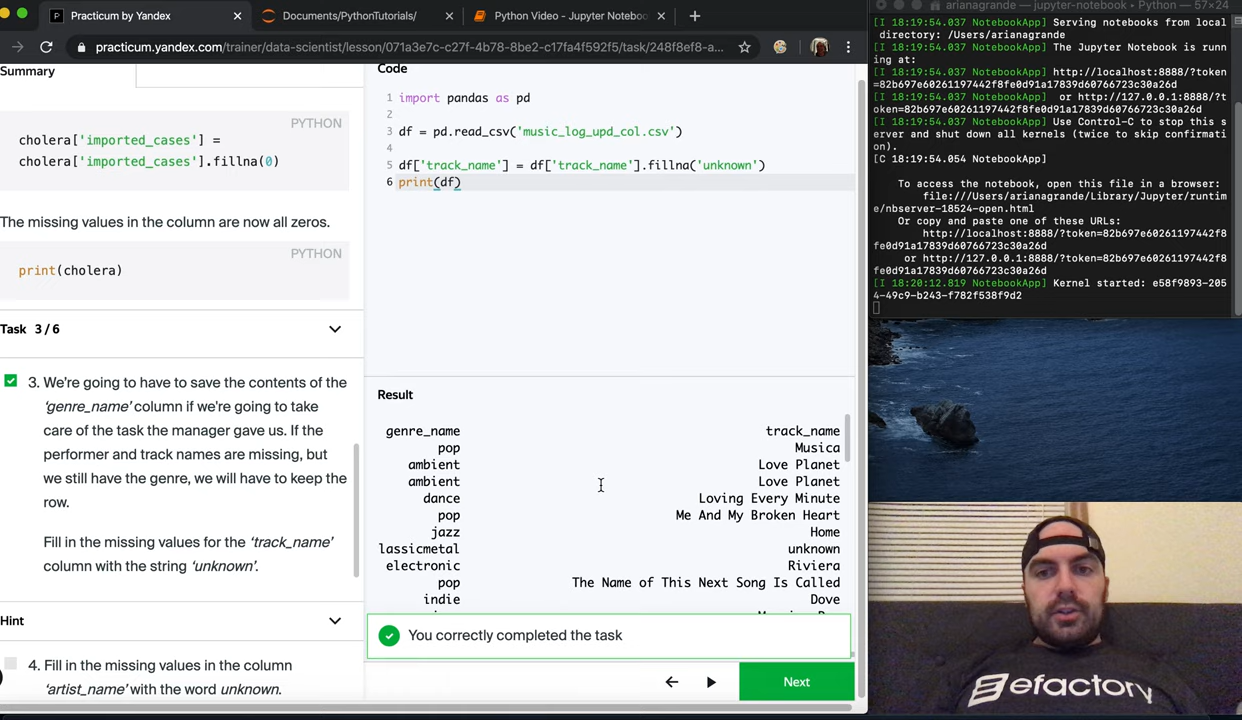 Practicum by Yandex
Documents/PythonTutorials/
Python Video - Jupyter Noteboo
practicum.yandex.com/trainer/data-scientist/lesson/071a3e7c-c27f-4b78-8be2-c17fa4f592f5/task/248f8ef8-a...
Summary
PYTHON
cholera['imported_cases'] =
cholera['imported_cases'].fillna(0)
The missing values in the column are now all zeros.
PYTHON
print(cholera)
Task 3 / 6
3. We're going to have to save the contents of the
'genre_name' column if we're going to take
care of the task the manager gave us. If the
performer and track names are missing, but
we still have the genre, we will have to keep the
row.
Fill in the missing values for the 'track_name'
column with the string 'unknown'.
Hint
4. Fill in the missing values in the column
'artist_name' with the word unknown.
Code
1 import pandas as pd
2
3 df = pd.read_csv('music_log_upd_col.csv')
4
5 df['track_name'] = df['track_name'].fillna('unknown')
6 print(df)
Result
genre_name track_name
pop Musica
ambient Love Planet
ambient Love Planet
dance Loving Every Minute
pop Me And My Broken Heart
jazz Home
lassicmetal unknown
electronic Riviera
pop The Name of This Next Song Is Called
indie Dove
You correctly completed the task
Next
arianagrande — jupyter-notebook • Python — 57×24
[I 18:19:54.037 NotebookApp] Serving notebooks from local
directory: /Users/arianagrande
[I 18:19:54.037 NotebookApp] The Jupyter Notebook is runn
ing at:
[I 18:19:54.037 NotebookApp] http://localhost:8888/?token
=82b697e60261197442f8fe0d91a17839d60766723c30a26d
[I 18:19:54.037 NotebookApp] or http://127.0.0.1:8888/?t
oken=82b697e60261197442f8fe0d91a17839d60766723c30a26d
[I 18:19:54.037 NotebookApp] Use Control-C to stop this s
erver and shut down all kernels (twice to skip confirmati
on).
[C 18:19:54.054 NotebookApp]
To access the notebook, open this file in a browser:
file:///Users/arianagrande/Library/Jupyter/runtim
e/nbserver-18524-open.html
Or copy and paste one of these URLs:
http://localhost:8888/?token=82b697e60261197442f8
fe0d91a17839d60766723c30a26d
or http://127.0.0.1:8888/?token=82b697e60261197442f8
fe0d91a17839d60766723c30a26d
[I 18:20:12.819 NotebookApp] Kernel started: e58f9893-205
4-49c9-b243-f782f538f9d2
efactory